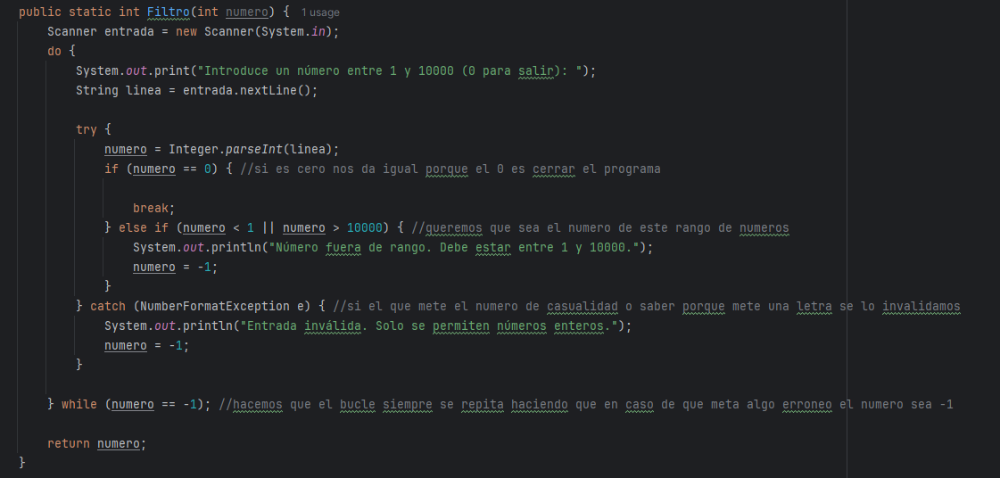 public static int Filtro(int numero) { 1 usage
Scanner entrada = new Scanner(System.in);
do {
System.out.print("Introduce un número entre 1 y 10000 (0 para salir): ");
String linea = entrada.nextLine();
try {
numero = Integer.parseInt(linea);
if (numero == 0) { //si es cero nos da igual porque el 0 es cerrar el programa
break;
} else if (numero < 1 || numero > 10000) { //queremos que sea el numero de este rango de numeros
System.out.println("Número fuera de rango. Debe estar entre 1 y 10000.");
numero = -1;
}
} catch (NumberFormatException e) { //si el que mete el numero de casualidad o saber porque mete una letra se lo invalidamos
System.out.println("Entrada inválida. Solo se permiten números enteros.");
numero = -1;
}
} while (numero == -1); //hacemos que el bucle siempre se repita haciendo que en caso de que meta algo erroneo el numero sea -1
return numero;
}